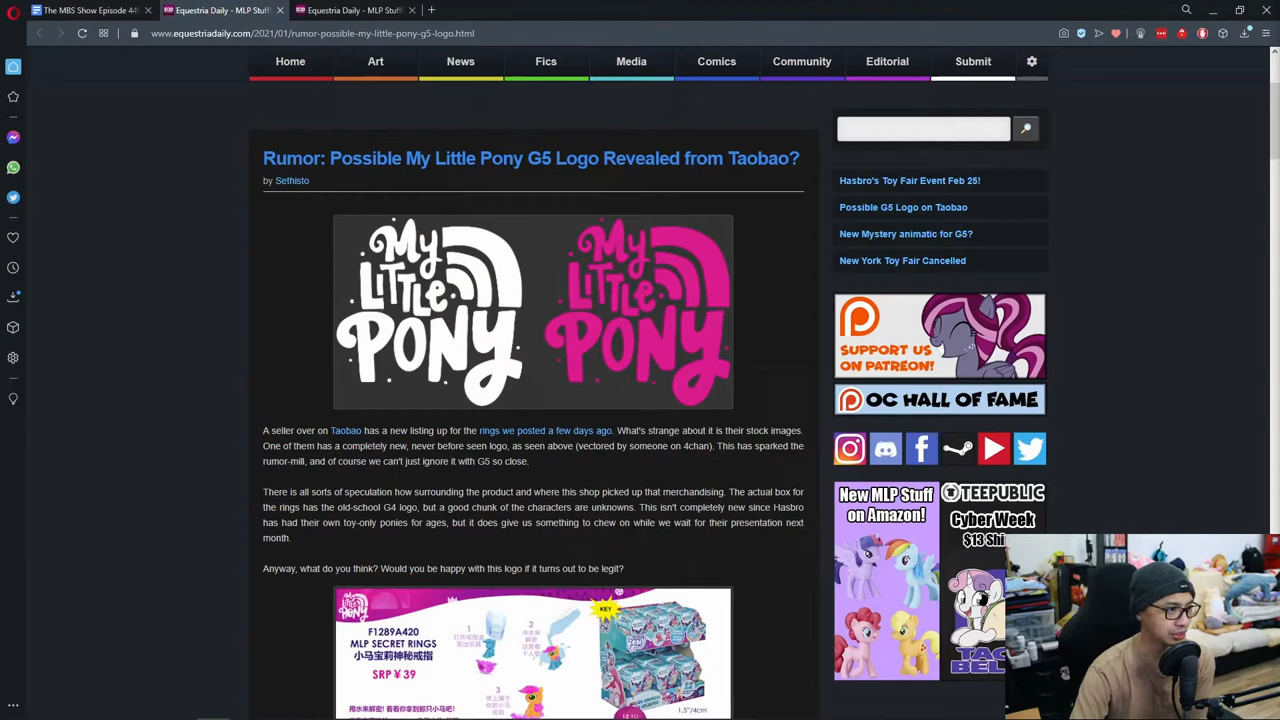 The MBS Show Episode 44
Equestria Daily - MLP Stuf
Equestria Daily - MLP Stuf
www.equestriadaily.com/2021/01/rumor-possible-my-little-pony-g5-logo.html
Home Art News Fics Media Comics Community Editorial Submit
Rumor: Possible My Little Pony G5 Logo Revealed from Taobao?
by Sethisto
My
LiTTLe
PONY
My
LiTTLe
PONY
A seller over on Taobao has a new listing up for the rings we posted a few days ago. What's strange about it is their stock images.
One of them has a completely new, never before seen logo, as seen above (vectored by someone on 4chan). This has sparked the
rumor-mill, and of course we can't just ignore it with G5 so close.
There is all sorts of speculation how surrounding the product and where this shop picked up that merchandising. The actual box for
the rings has the old-school G4 logo, but a good chunk of the characters are unknowns. This isn't completely new since Hasbro
has had their own toy-only ponies for ages, but it does give us something to chew on while we wait for their presentation next
month.
Anyway, what do you think? Would you be happy with this logo if it turns out to be legit?
My
LiTTLe
PONY
F1289A420
MLP SECRET RINGS
小马宝莉神秘戒指
SRP ¥ 39
1
2
3
KEY
1.5"/4cm
Hasbro's Toy Fair Event Feb 25!
Possible G5 Logo on Taobao
New Mystery animatic for G5?
New York Toy Fair Cancelled
SUPPORT US
ON PATREON!
OC HALL OF FAME
New MLP Stuff
on Amazon!
TEEPUBLIC
Cyber Week